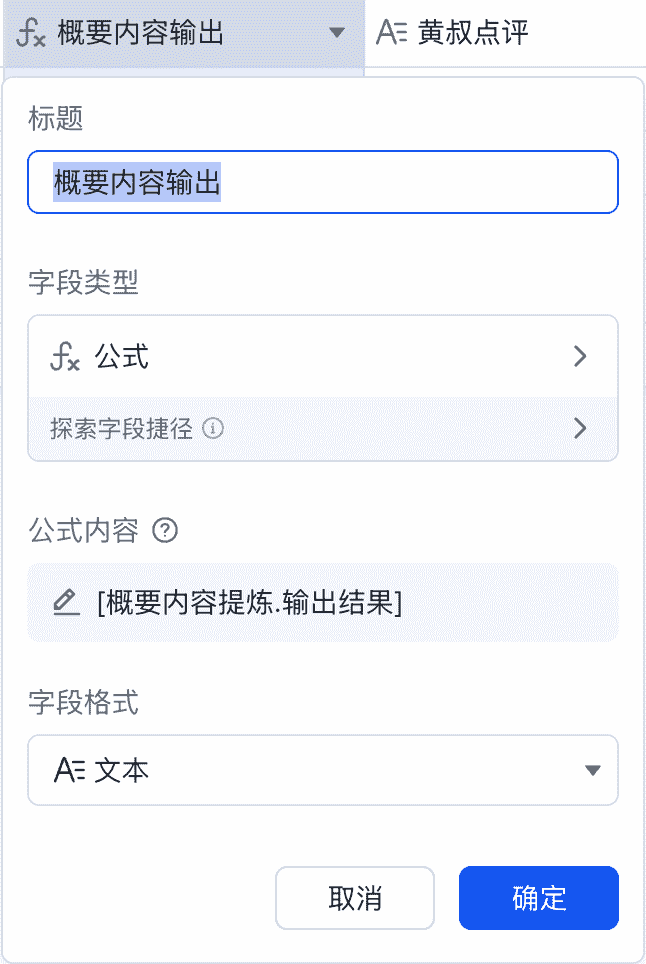 概要内容输出 黄叔点评
标题
概要内容输出
字段类型
公式
探索字段捷径
公式内容
[概要内容提炼.输出结果]
字段格式
文本
取消 确定